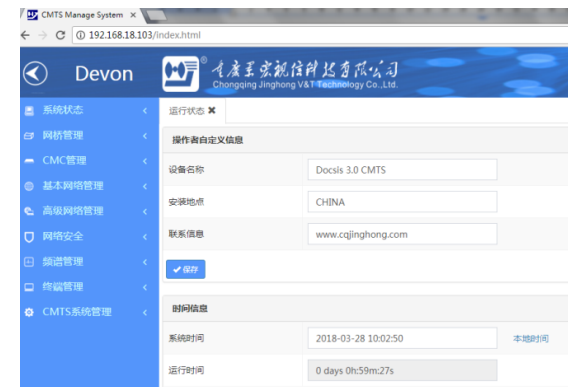 CMTS Manage System
192.168.18.103/index.html
Devon
重庆景宏视信科技有限公司
Chongqing Jinghong V&T Technology Co.,Ltd.
系统状态
网桥管理
CMC管理
基本网络管理
高级网络管理
网络安全
频谱管理
终端管理
CMTS系统管理
运行状态
操作者自定义信息
设备名称
Docsis 3.0 CMTS
安装地点
CHINA
联系信息
www.cqjinghong.com
保存
时间信息
系统时间
2018-03-28 10:02:50
本地时间
运行时间
0 days 0h:59m:27s